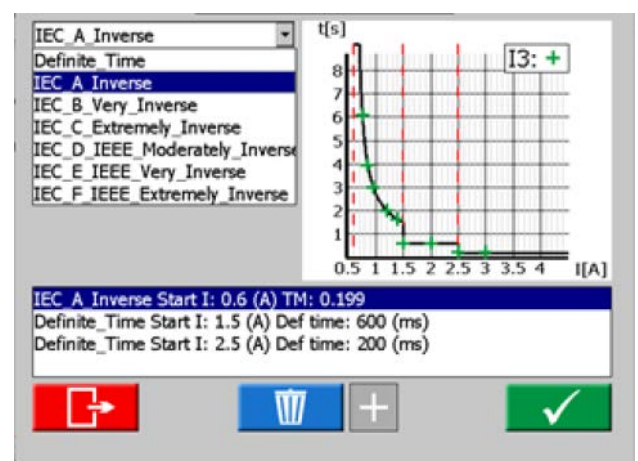 IEC_A_Inverse
Definite_Time
IEC_A_Inverse
IEC_B_Very_Inverse
IEC_C_Extremely_Inverse
IEC_D_IEEE_Moderately_Inverse
IEC_E_IEEE_Very_Inverse
IEC_F_IEEE_Extremely_Inverse
t[s]
I3: +
8
7
6
5
4
3
2
1
0.5 1 1.5 2 2.5 3 3.5 4 I[A]
IEC_A_Inverse Start I: 0.6 (A) TM: 0.199
Definite_Time Start I: 1.5 (A) Def time: 600 (ms)
Definite_Time Start I: 2.5 (A) Def time: 200 (ms)